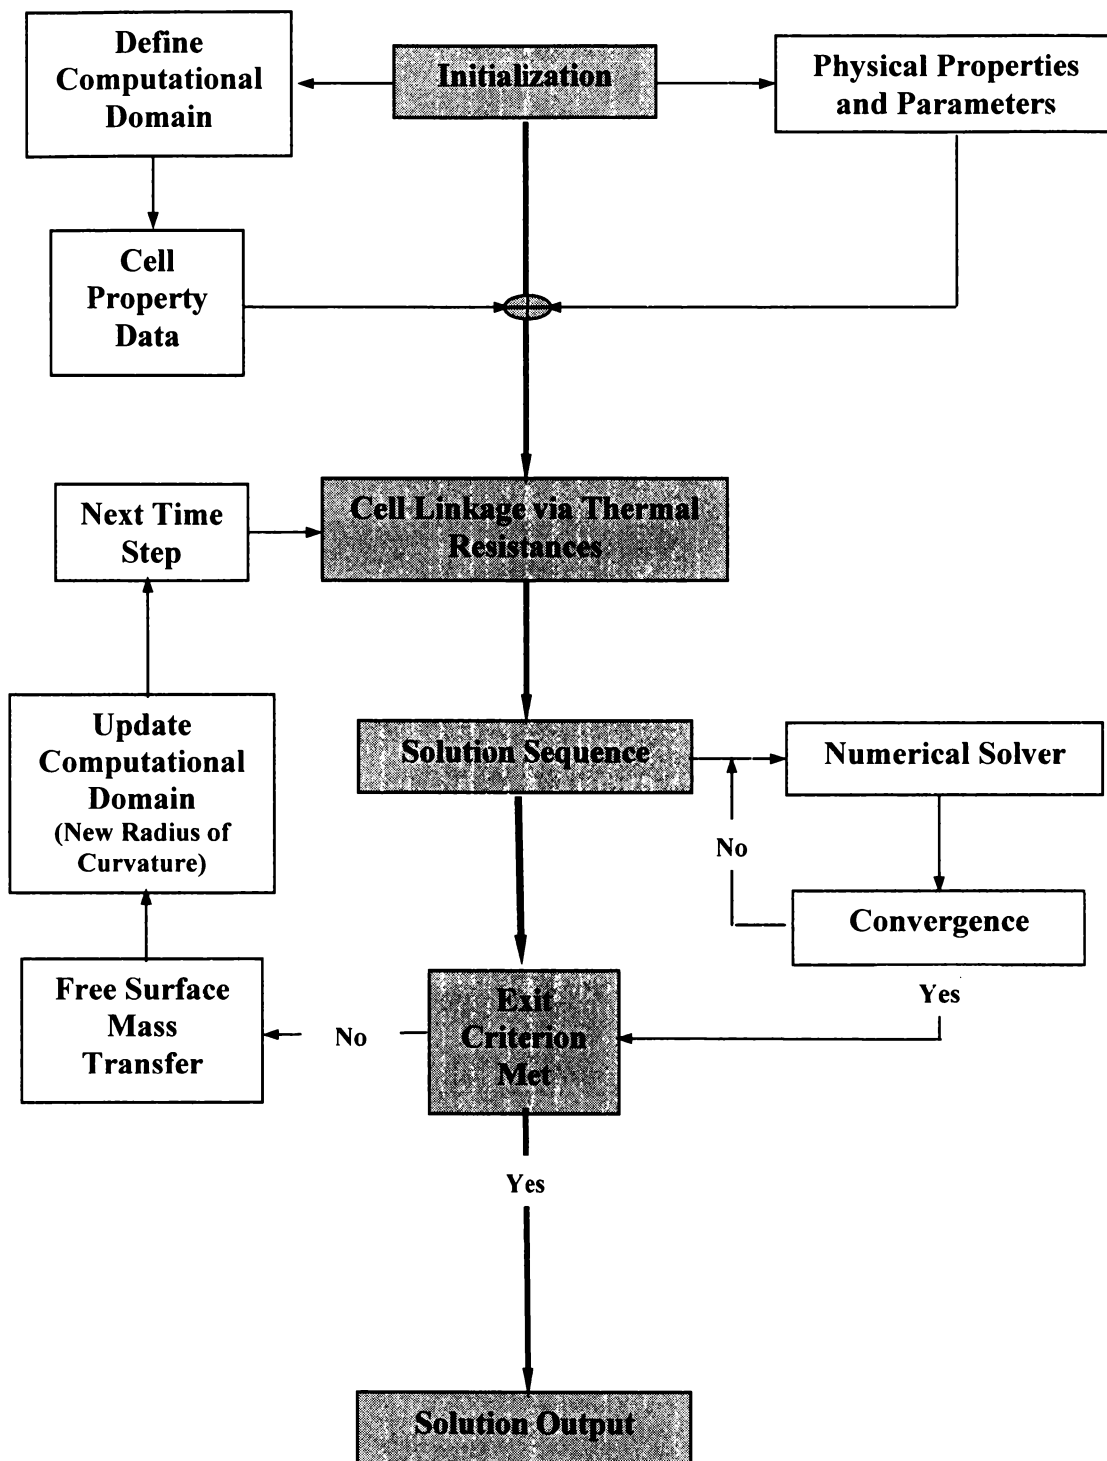 Define
Computational
Domain
Initialization
Physical Properties
and Parameters
Cell
Property
Data
Next Time
Step
Cell Linkage via Thermal
Resistances
Update
Computational
Domain
(New Radius of
Curvature)
Solution Sequence
Numerical Solver
No
Convergence
Yes
Free Surface
Mass
Transfer
No
Exit
Criterion
Met
Yes
Solution Output